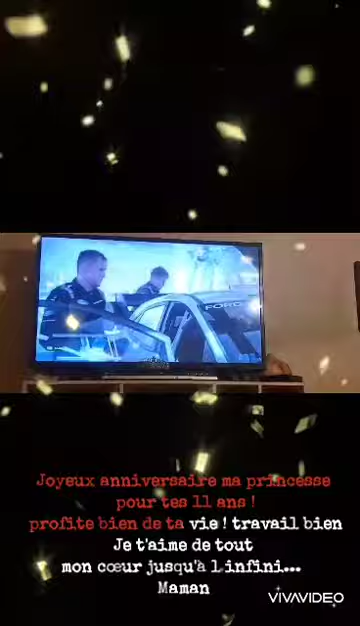 FORD
Joyeux anniversaire ma princesse
pour tes 11 ans !
profite bien de ta vie ! travail bien
Je t'aime de tout
mon cœur jusqu'à l.infini...
Maman
VIVAVIDEO